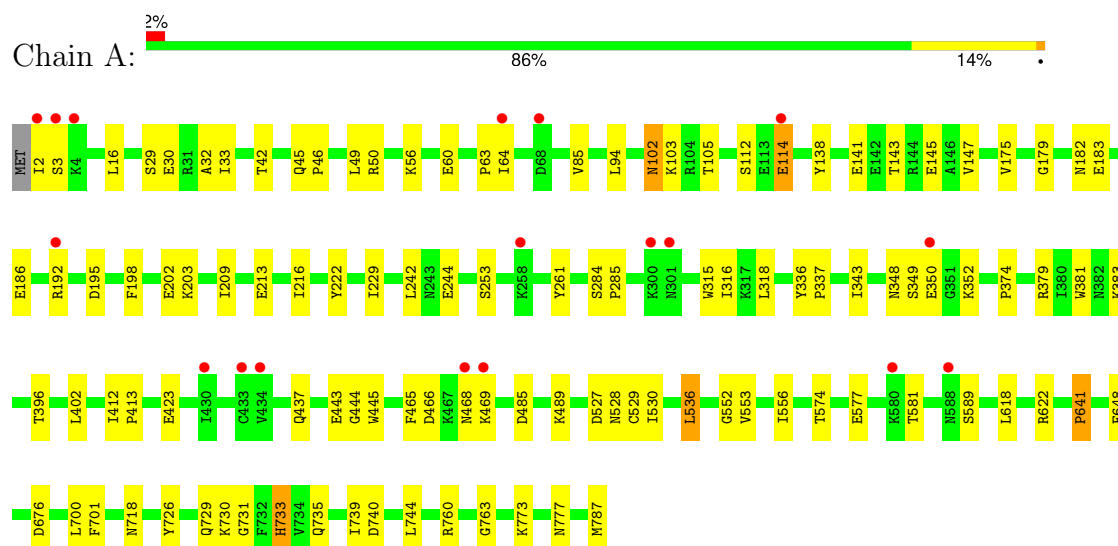 2%
Chain A:
86% 14% •
MET I2 S3 K4 L16 S29 E30 R31 A32 I33 T42 Q45 P46 L49 R50 K56 E60 P63 I64 D68 V85 L94 N102 K103 R104 T105 S112 E113 E114 Y138 E141 E142 T143 R144 E145 A146 V147 V175 G179 N182 E183
E186 R192 D195 F198 E202 K203 I209 E213 I216 Y222 I229 L242 N243 E244 S253 K258 Y261 S284 P285 K300 N301 W315 I316 K317 L318 Y336 P337 I343 N348 S349 E350 G351 K352 P374 R379 I380 W381 N382 K383
T396 L402 I412 P413 E423 I430 C433 V434 Q437 E443 G444 W445 F465 D466 K467 N468 K469 D485 K489 D527 N528 C529 I530 L536 G552 V553 I556 T574 E577 K580 T581 N588 S589 L618 R622 P641 E648
D676 L700 F701 N718 Y726 Q729 K730 G731 F732 H733 V734 Q735 I739 D740 L744 R760 G763 K773 N777 M787